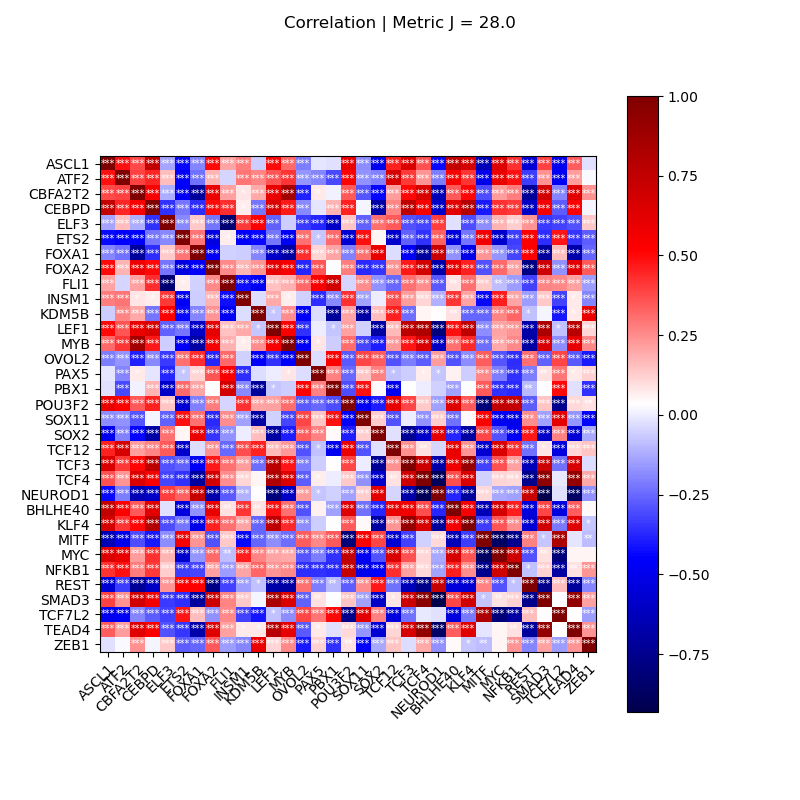 Correlation | Metric J = 28.0
ASCL1
ATF2
CBFA2T2
CEBPD
ELF3
ETS2
FOXA1
FOXA2
FLI1
INSM1
KDM5B
LEF1
MYB
OVOL2
PAX5
PBX1
POU3F2
SOX11
SOX2
TCF12
TCF3
TCF4
NEUROD1
BHLHE40
KLF4
MITF
MYC
NFKB1
REST
SMAD3
TCF7L2
TEAD4
ZEB1
ASCL1
ATF2
CBFA2T2
CEBPD
ELF3
ETS2
FOXA1
FOXA2
FLI1
INSM1
KDM5B
LEF1
MYB
OVOL2
PAX5
PBX1
POU3F2
SOX11
SOX2
TCF12
TCF3
TCF4
NEUROD1
BHLHE40
KLF4
MITF
MYC
NFKB1
REST
SMAD3
TCF7L2
TEAD4
ZEB1
1.00
0.75
0.50
0.25
0.00
−0.25
−0.50
−0.75